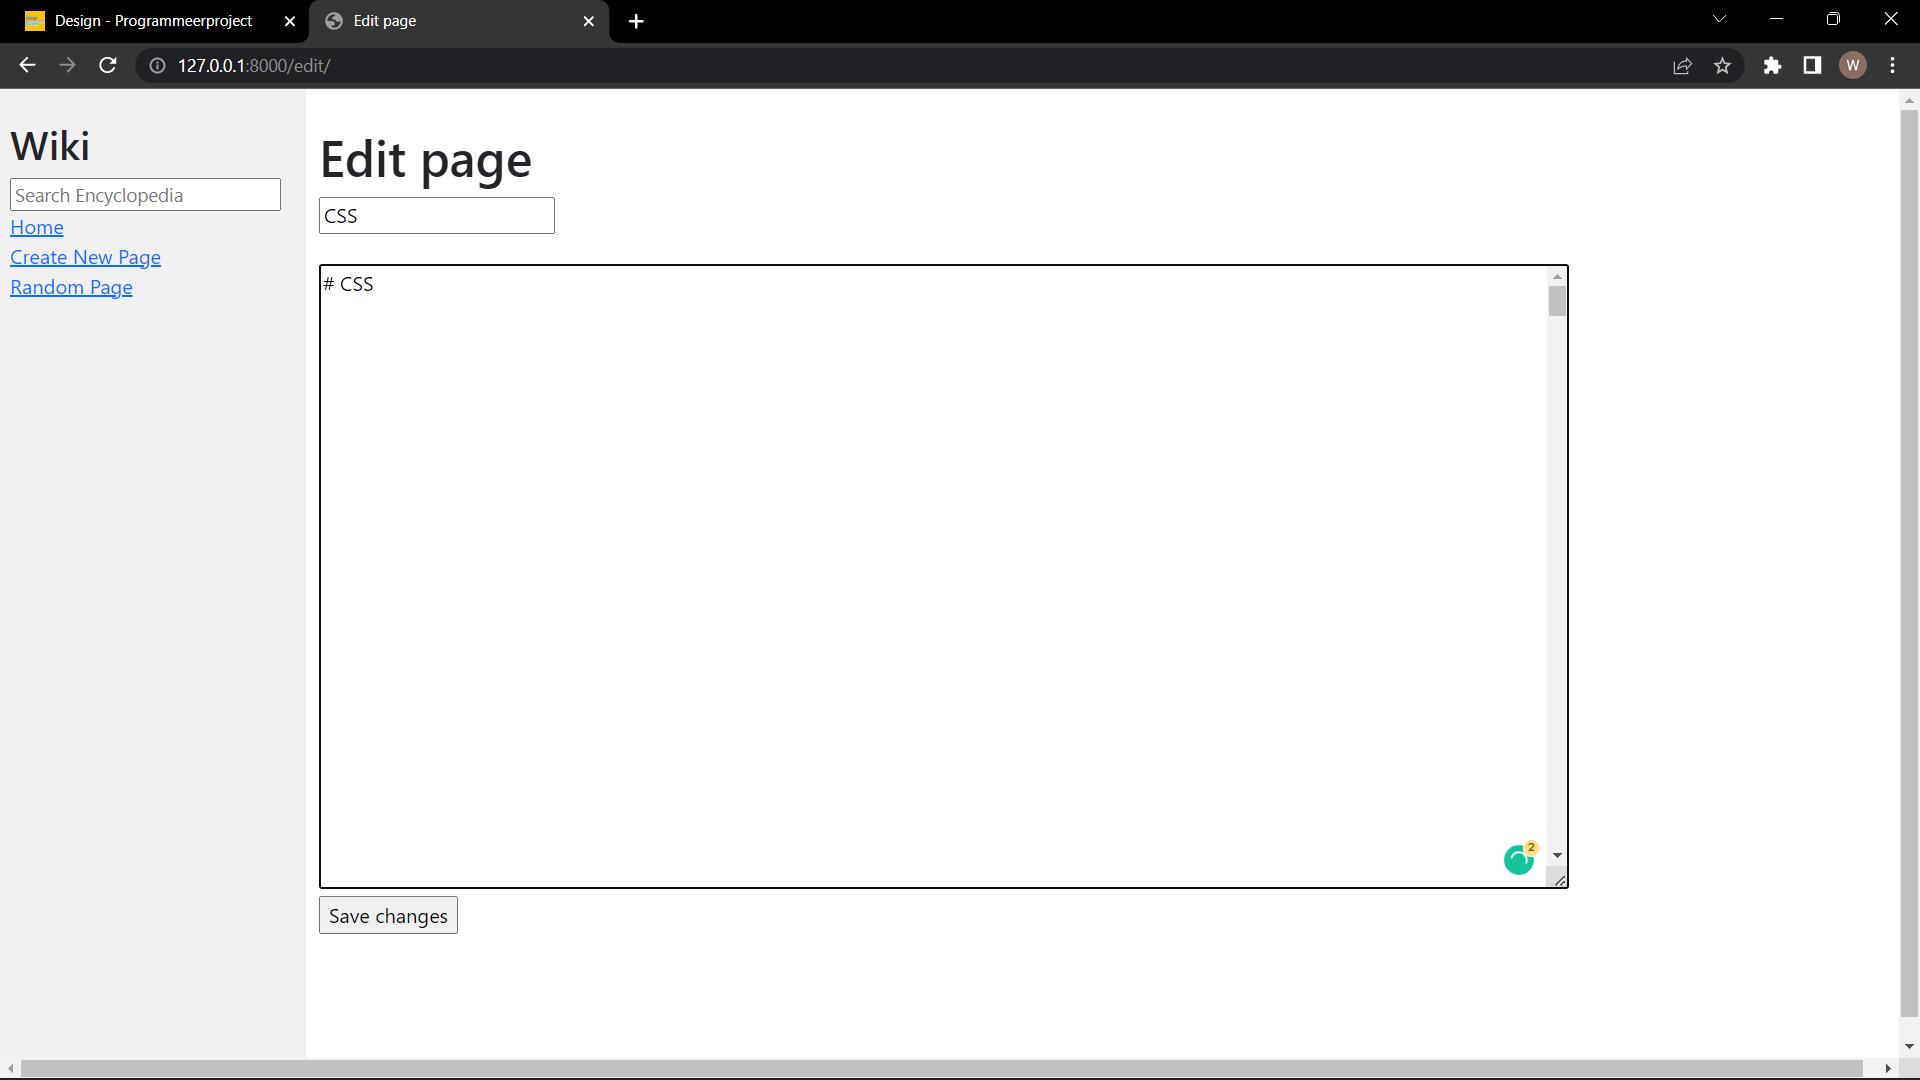 Design - Programmeerproject
Edit page
127.0.0.1:8000/edit/
W
Wiki
Search Encyclopedia
Home
Create New Page
Random Page
Edit page
CSS
# CSS
2
Save changes